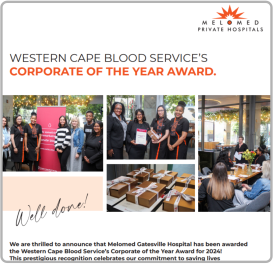 MELOMED
PRIVATE HOSPITALS
WESTERN CAPE BLOOD SERVICE'S
CORPORATE OF THE YEAR AWARD.
Well done!
We are thrilled to announce that Melomed Gatesville Hospital has been awarded
the Western Cape Blood Service's Corporate of the Year Award for 2024!
This prestigious recognition celebrates our commitment to saving lives